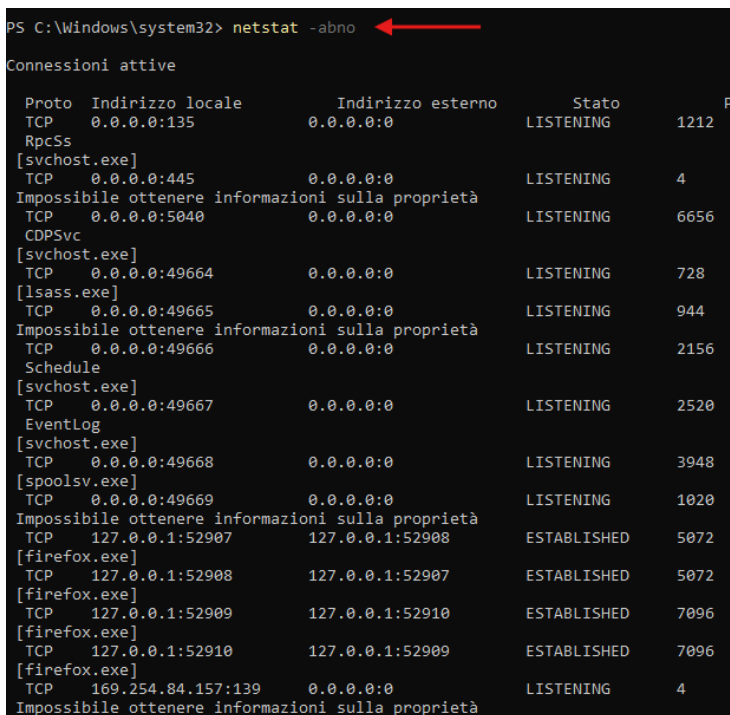 PS C:\Windows\system32> netstat -abno
Connessioni attive
Proto Indirizzo locale Indirizzo esterno Stato P
TCP 0.0.0.0:135 0.0.0.0:0 LISTENING 1212
RpcSs
[svchost.exe]
TCP 0.0.0.0:445 0.0.0.0:0 LISTENING 4
Impossibile ottenere informazioni sulla proprietà
TCP 0.0.0.0:5040 0.0.0.0:0 LISTENING 6656
CDPSvc
[svchost.exe]
TCP 0.0.0.0:49664 0.0.0.0:0 LISTENING 728
[lsass.exe]
TCP 0.0.0.0:49665 0.0.0.0:0 LISTENING 944
Impossibile ottenere informazioni sulla proprietà
TCP 0.0.0.0:49666 0.0.0.0:0 LISTENING 2156
Schedule
[svchost.exe]
TCP 0.0.0.0:49667 0.0.0.0:0 LISTENING 2520
EventLog
[svchost.exe]
TCP 0.0.0.0:49668 0.0.0.0:0 LISTENING 3948
[spoolsv.exe]
TCP 0.0.0.0:49669 0.0.0.0:0 LISTENING 1020
Impossibile ottenere informazioni sulla proprietà
TCP 127.0.0.1:52907 127.0.0.1:52908 ESTABLISHED 5072
[firefox.exe]
TCP 127.0.0.1:52908 127.0.0.1:52907 ESTABLISHED 5072
[firefox.exe]
TCP 127.0.0.1:52909 127.0.0.1:52910 ESTABLISHED 7096
[firefox.exe]
TCP 127.0.0.1:52910 127.0.0.1:52909 ESTABLISHED 7096
[firefox.exe]
TCP 169.254.84.157:139 0.0.0.0:0 LISTENING 4
Impossibile ottenere informazioni sulla proprietà